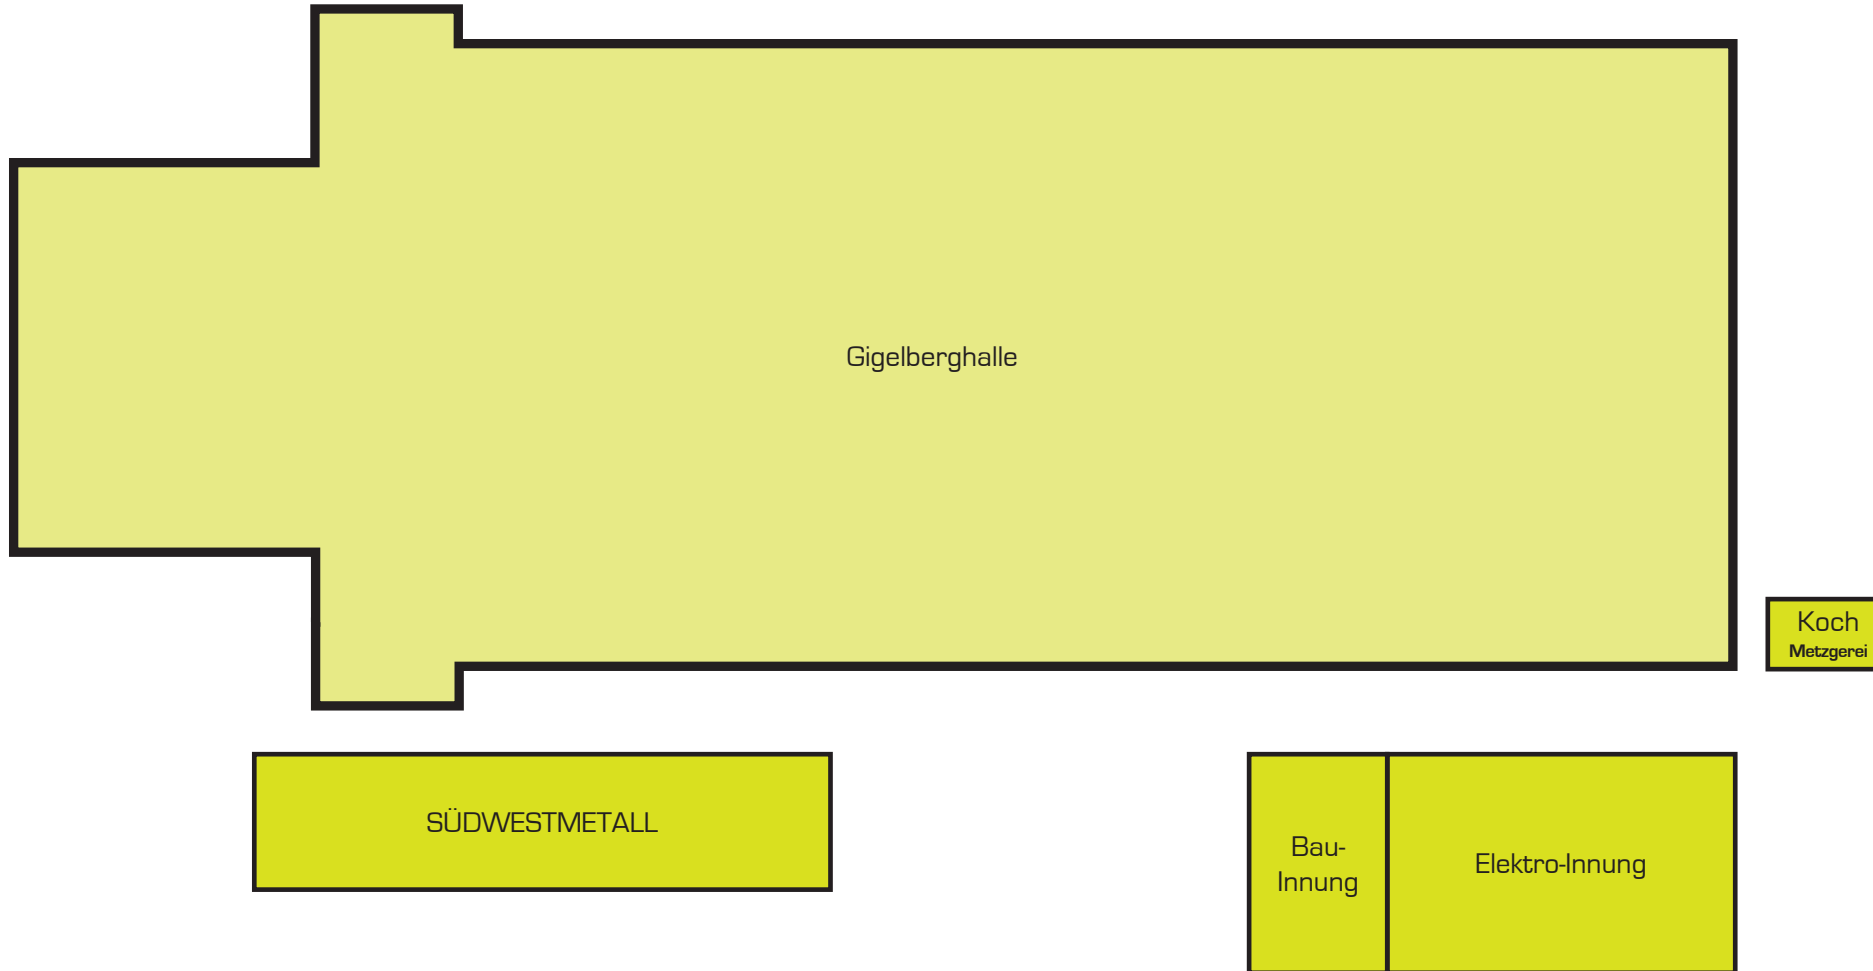 Gigelberghalle
Koch
Metzgerei
SÜDWESTMETALL
Bau-
Innung
Elektro-Innung